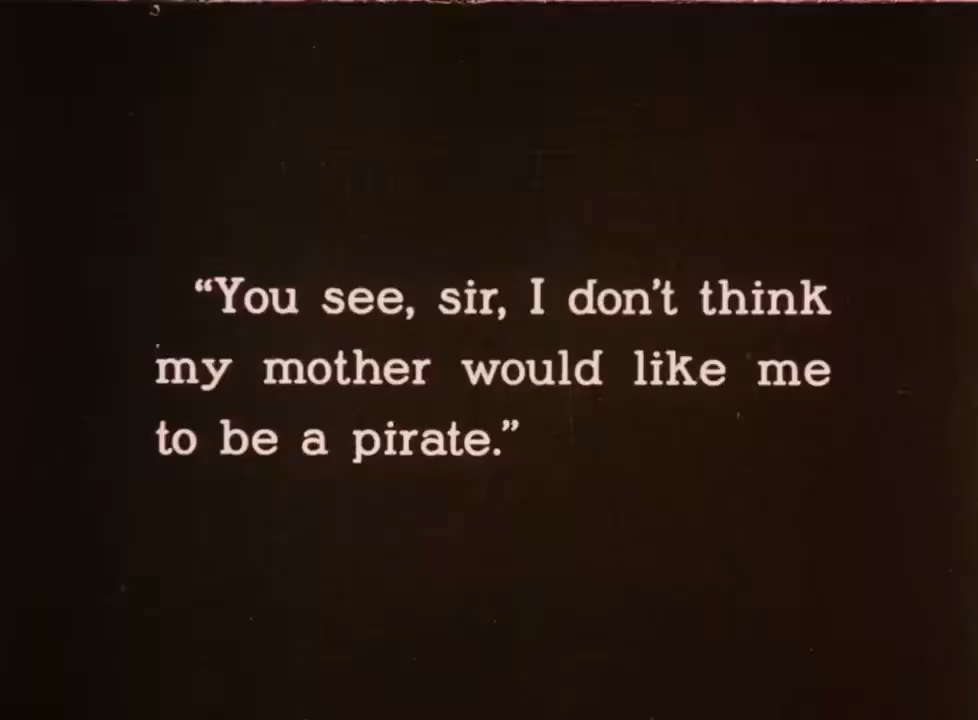 “You see, sir, I don’t think
my mother would like me
to be a pirate.”